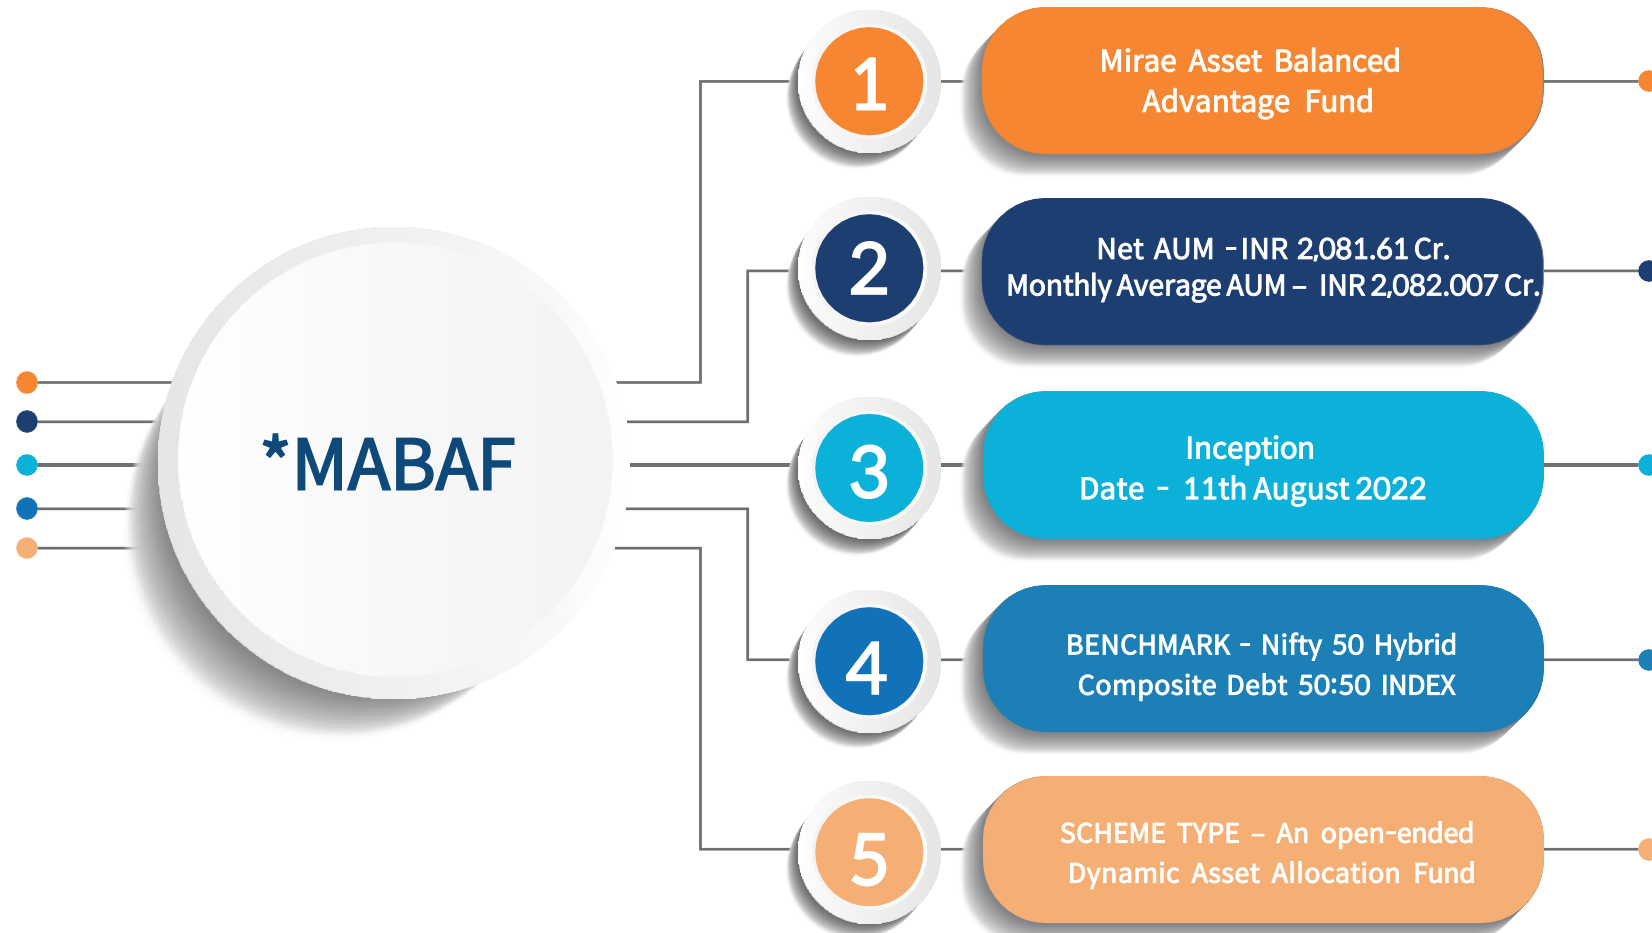 *MABAF
1
Mirae Asset Balanced
Advantage Fund
2
Net AUM -INR 2,081.61 Cr.
Monthly Average AUM – INR 2,082.007 Cr.
3
Inception
Date - 11th August 2022
4
BENCHMARK - Nifty 50 Hybrid
Composite Debt 50:50 INDEX
5
SCHEME TYPE – An open-ended
Dynamic Asset Allocation Fund